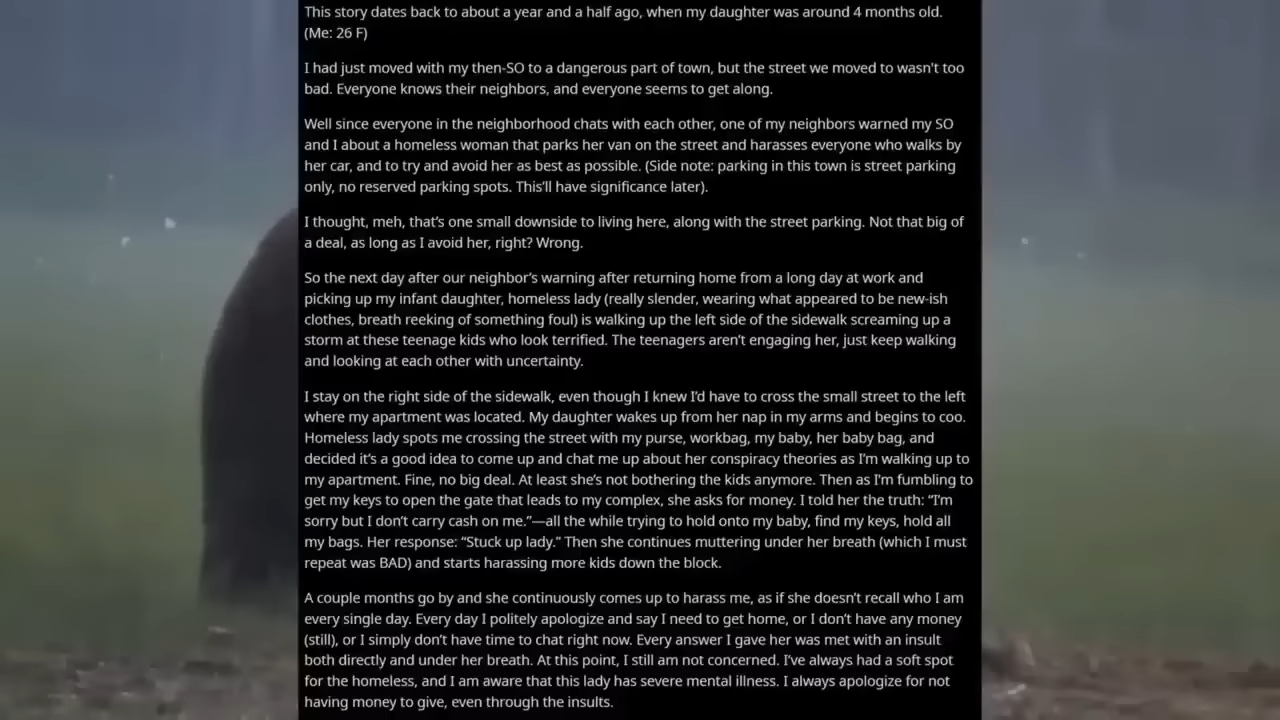 This story dates back to about a year and a half ago, when my daughter was around 4 months old.
(Me: 26 F)
I had just moved with my then-SO to a dangerous part of town, but the street we moved to wasn't too
bad. Everyone knows their neighbors, and everyone seems to get along.
Well since everyone in the neighborhood chats with each other, one of my neighbors warned my SO
and I about a homeless woman that parks her van on the street and harasses everyone who walks by
her car, and to try and avoid her as best as possible. (Side note: parking in this town is street parking
only, no reserved parking spots. This'll have significance later).
I thought, meh, that's one small downside to living here, along with the street parking. Not that big of
a deal, as long as I avoid her, right? Wrong.
So the next day after our neighbor's warning after returning home from a long day at work and
picking up my infant daughter, homeless lady (really slender, wearing what appeared to be new-ish
clothes, breath reeking of something foul) is walking up the left side of the sidewalk screaming up a
storm at these teenage kids who look terrified. The teenagers aren't engaging her, just keep walking
and looking at each other with uncertainty.
I stay on the right side of the sidewalk, even though I knew I'd have to cross the small street to the left
where my apartment was located. My daughter wakes up from her nap in my arms and begins to coo.
Homeless lady spots me crossing the street with my purse, workbag, my baby, her baby bag, and
decided it's a good idea to come up and chat me up about her conspiracy theories as I'm walking up to
my apartment. Fine, no big deal. At least she's not bothering the kids anymore. Then as I'm fumbling to
get my keys to open the gate that leads to my complex, she asks for money. I told her the truth: “I'm
sorry but I don't carry cash on me.”—all the while trying to hold onto my baby, find my keys, hold all
my bags. Her response: “Stuck up lady.” Then she continues muttering under her breath (which I must
repeat was BAD) and starts harassing more kids down the block.
A couple months go by and she continuously comes up to harass me, as if she doesn't recall who I am
every single day. Every day I politely apologize and say I need to get home, or I don't have any money
(still), or I simply don't have time to chat right now. Every answer I gave her was met with an insult
both directly and under her breath. At this point, I still am not concerned. I've always had a soft spot
for the homeless, and I am aware that this lady has severe mental illness. I always apologize for not
having money to give, even through the insults.